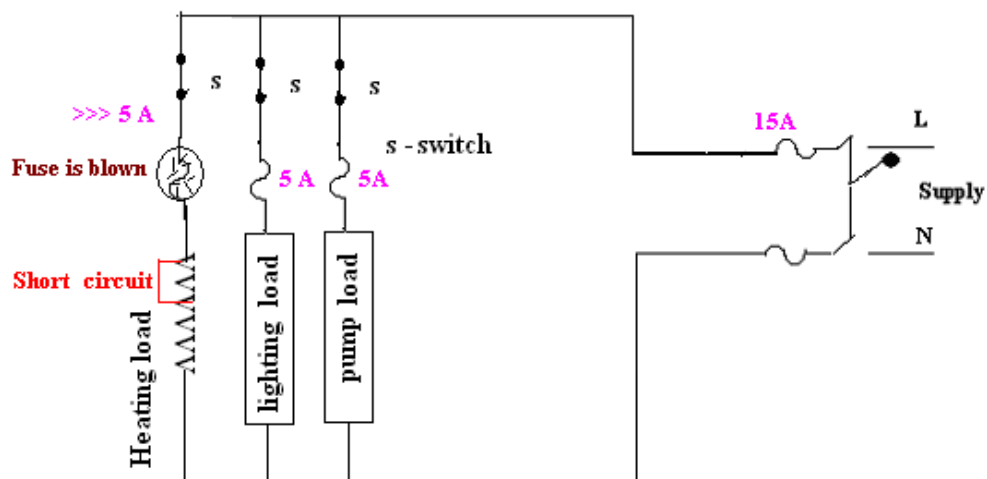 s
s
s
>>> 5 A
15A
L
s - switch
Fuse is blown
5 A
5A
Supply
N
Short circuit
Heating load
lighting load
pump load